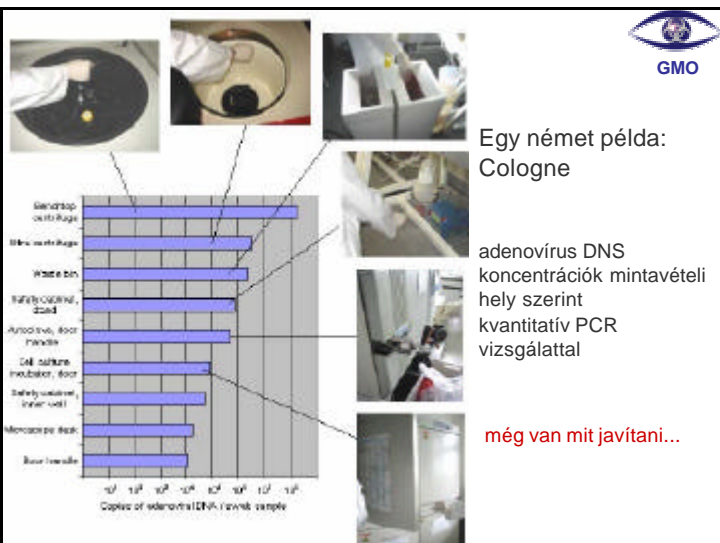 GMO
Egy német példa:
Cologne
adenovírus DNS
koncentrációk mintavételi
hely szerint
kvantitatív PCR
vizsgálattal
még van mit javítani...
Benchtop
centrifuge
centrifuge
Waste bin
Safety cabinet,
Autoclave, door
handle
Cell culture
incubator, door
Safety cabinet,
inner wall
Microscope desk
Door handle
Copies of adenoviral DNA / swab sample